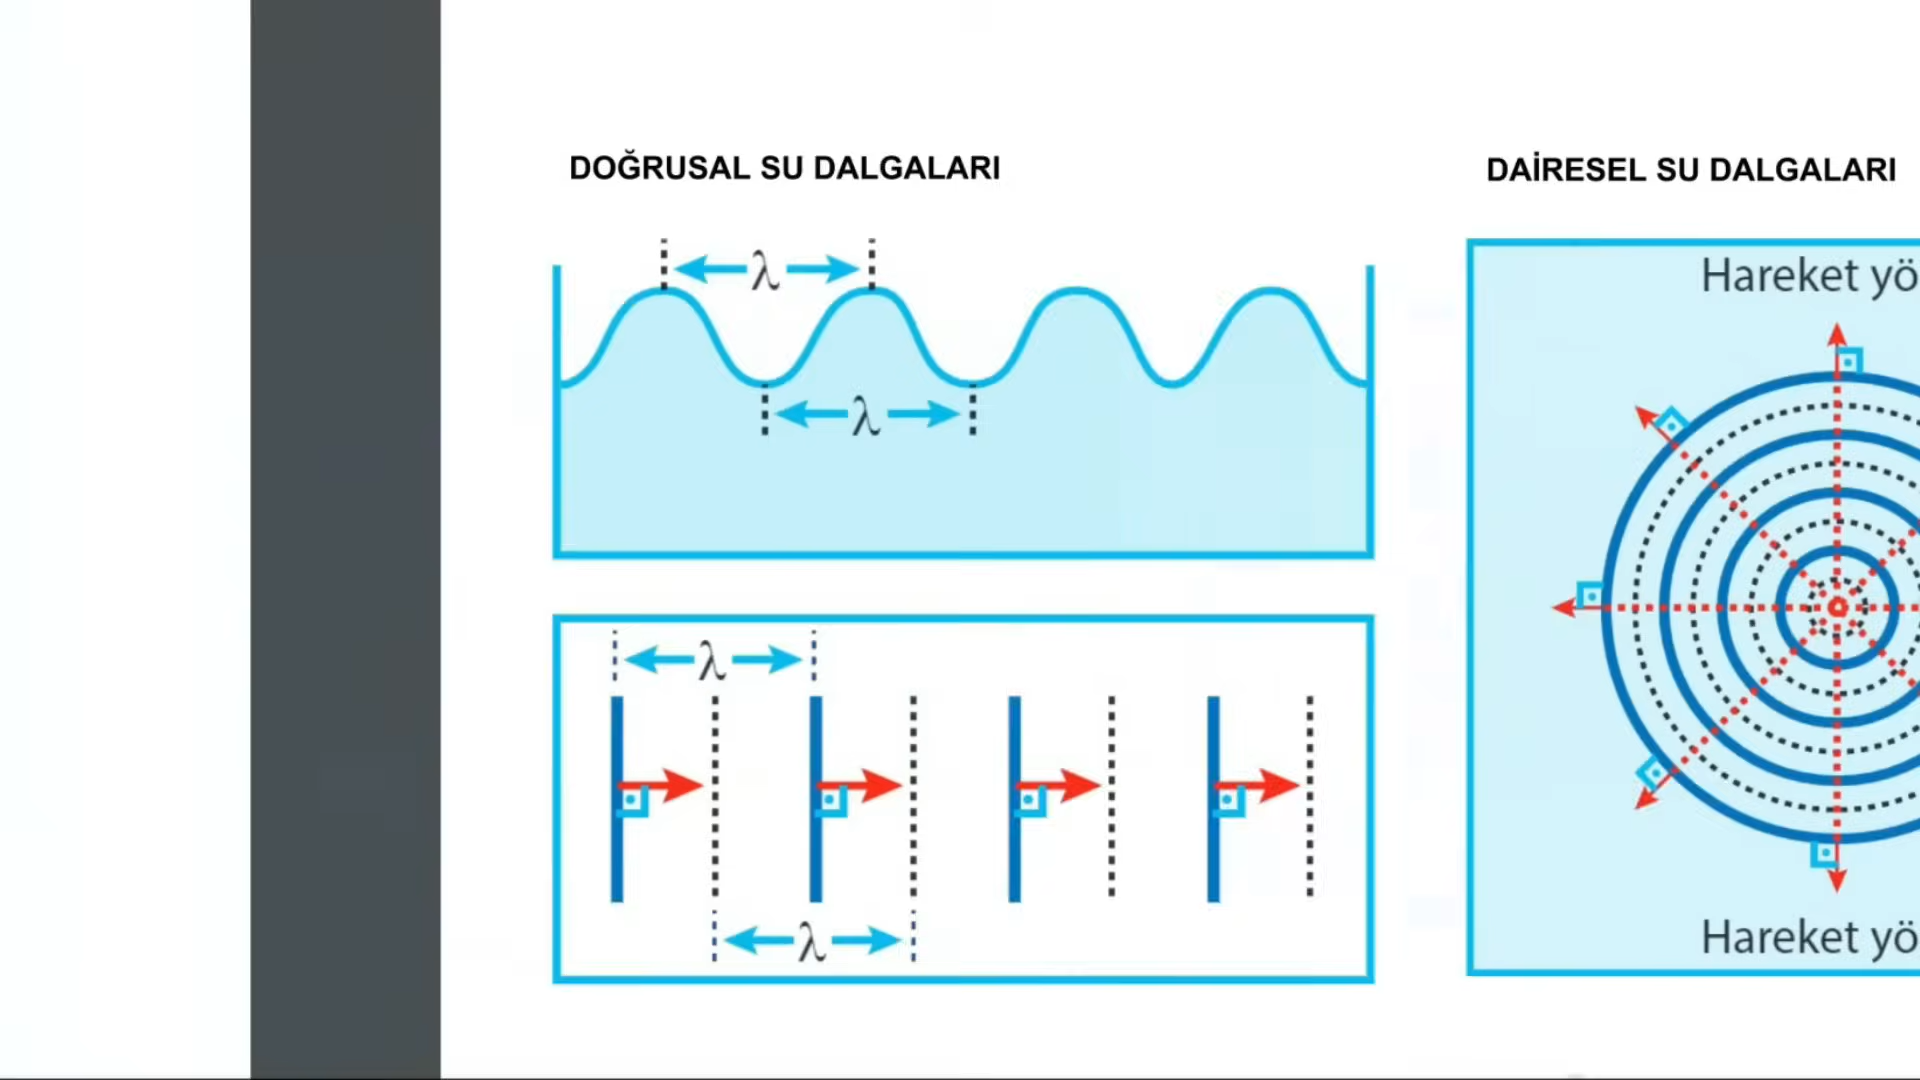 DOĞRUSAL SU DALGALARI
λ
λ
λ
λ
DAİRESEL SU DALGALARI
Hareket yö
Hareket yö